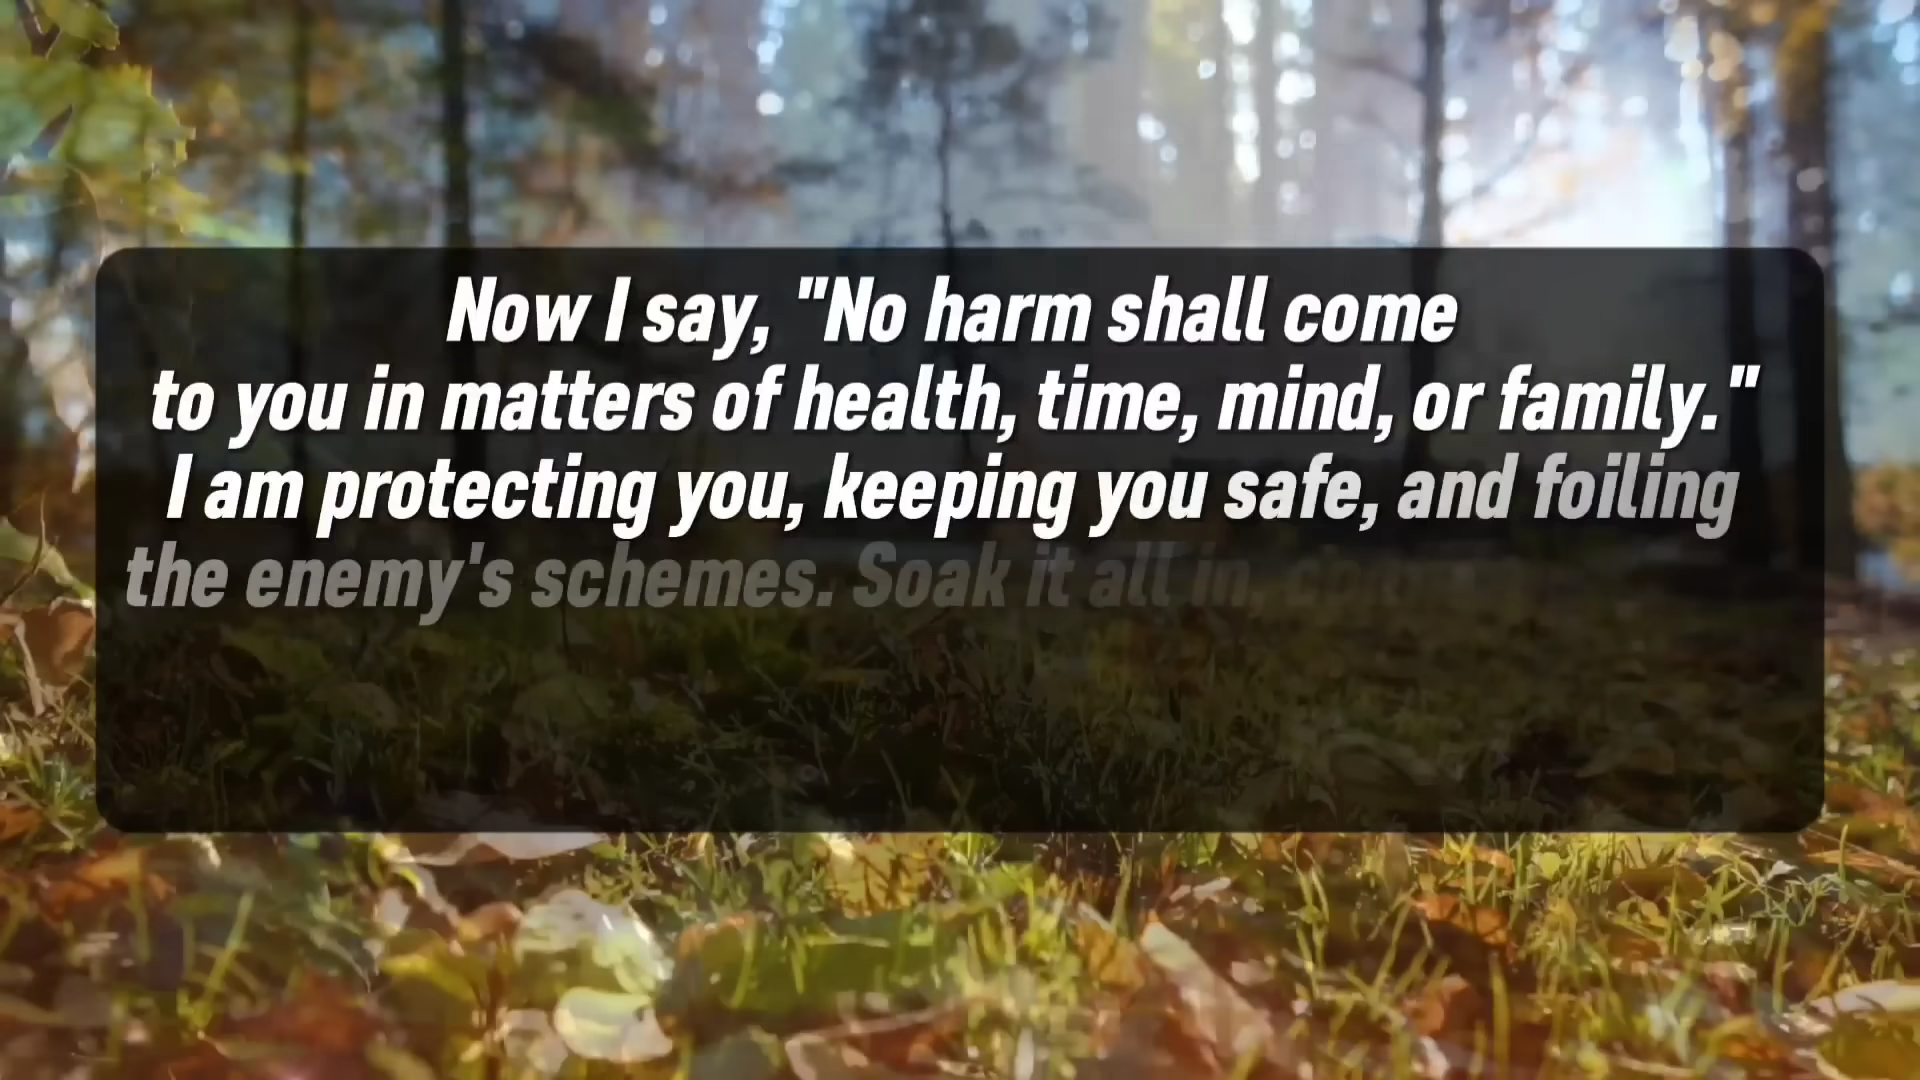 Now I say, "No harm shall come
to you in matters of health, time, mind, or family."
I am protecting you, keeping you safe, and foiling
the enemy's schemes. Soak it all in,